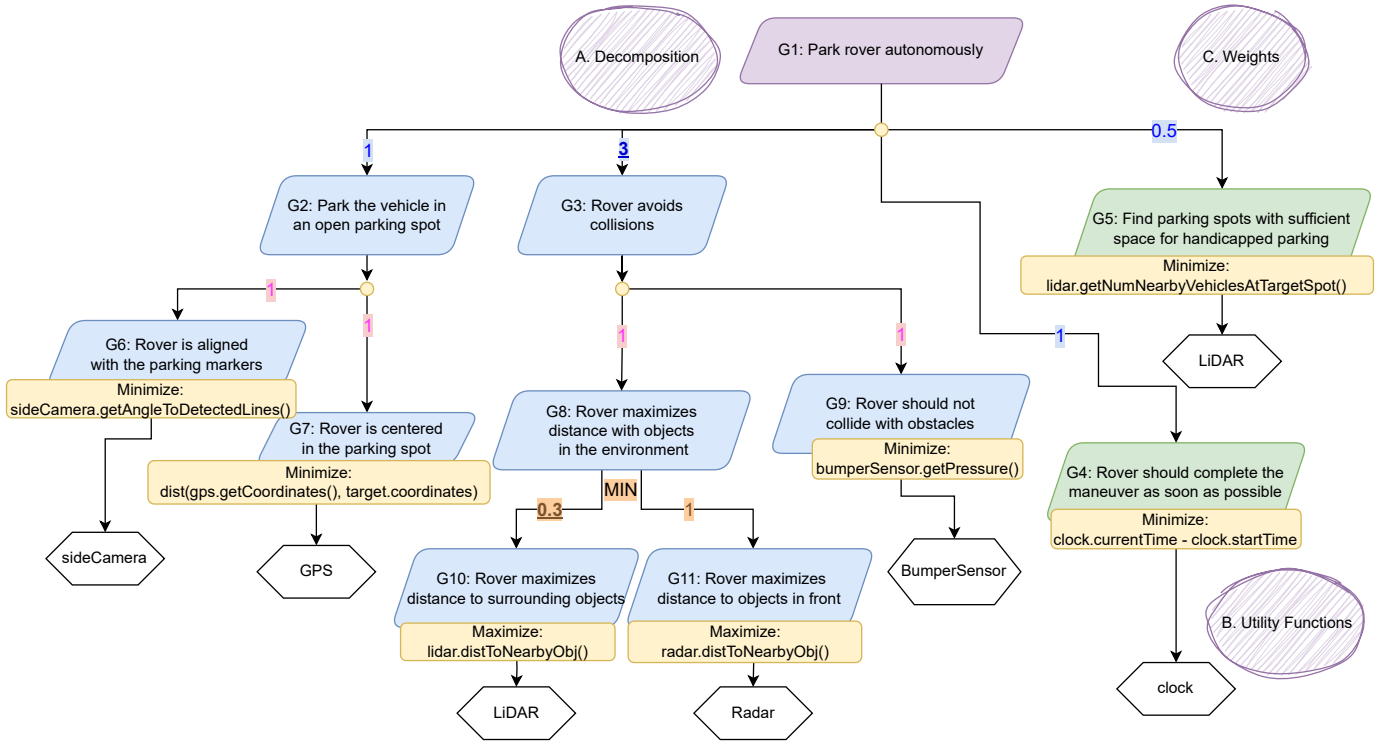 A. Decomposition
G1: Park rover autonomously
C. Weights
1
3
0.5
G2: Park the vehicle in
an open parking spot
G3: Rover avoids
collisions
G5: Find parking spots with sufficient
space for handicapped parking
Minimize:
lidar.getNumNearbyVehiclesAtTargetSpot()
LiDAR
1
1
1
1
1
G6: Rover is aligned
with the parking markers
Minimize:
sideCamera.getAngleToDetectedLines()
G7: Rover is centered
in the parking spot
Minimize:
dist(gps.getCoordinates(), target.coordinates)
G8: Rover maximizes
distance with objects
in the environment
G9: Rover should not
collide with obstacles
Minimize:
bumperSensor.getPressure()
G4: Rover should complete the
maneuver as soon as possible
Minimize:
clock.currentTime - clock.startTime
MIN
0.3
1
sideCamera
GPS
G10: Rover maximizes
distance to surrounding objects
Maximize:
lidar.distToNearbyObj()
G11: Rover maximizes
distance to objects in front
Maximize:
radar.distToNearbyObj()
BumperSensor
B. Utility Functions
LiDAR
Radar
clock